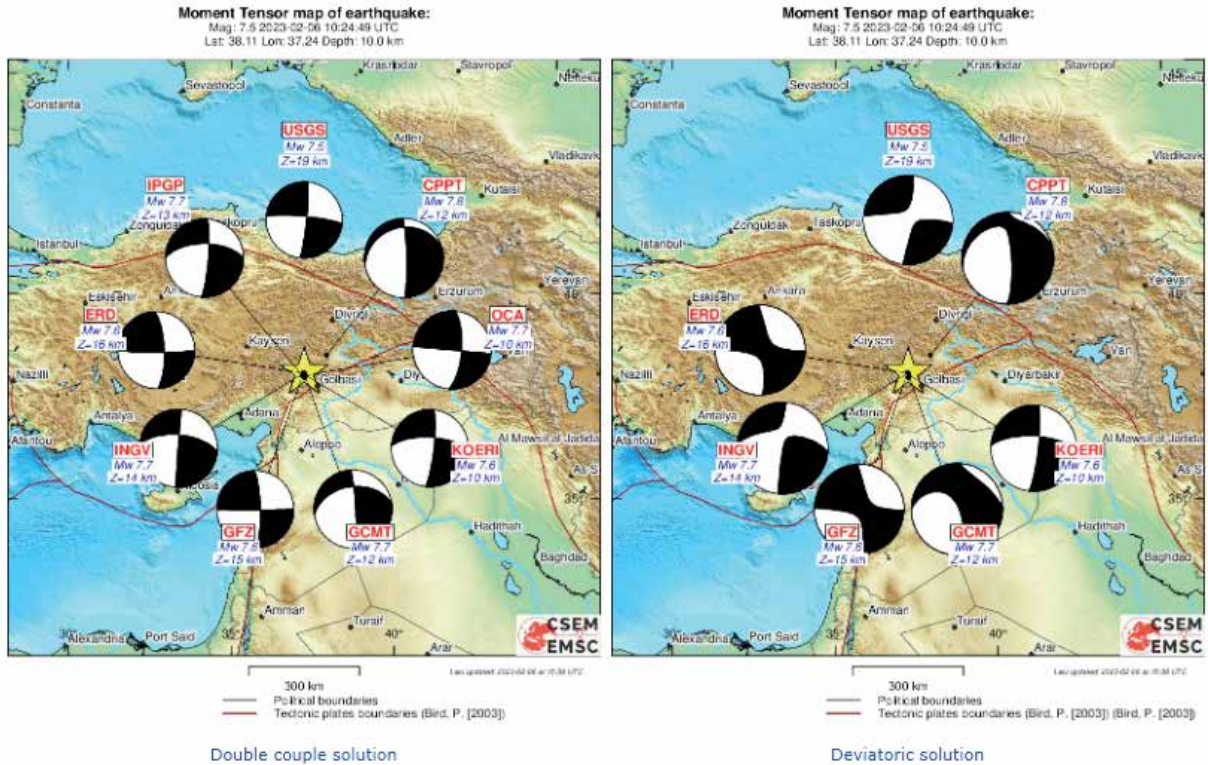 Moment Tensor map of earthquake:
Mag: 7.5 2023-02-06 10:24:49 UTC
Lat: 38.11 Lon: 37.24 Depth: 10.0 km
Krasnodar
Stavropol
45°
Sevastopol
Constanta
USGS
Mw 7.5
Z=19 km
Adler
Vladikavk
IPGP
Mw 7.7
Z=13 km
CPPT
Mw 7.8
Z=12 km
Kutaisi
Zonguldak
Istanbul
Yerevan
Eskisehir
Erzurum
Divrigi
ERD
Mw 7.6
Z=16 km
OCA
Mw 7.7
Z=10 km
Van
Golbasi
Nazilli
Antalya
Adana
Aleppo
INGV
Mw 7.7
Z=14 km
KOERI
Mw 7.6
Z=10 km
Al Mawsil al Jadida
35°
GFZ
Mw 7.6
Z=15 km
GCMT
Mw 7.7
Z=12 km
Hadithah
Baghdad
Amman
Alexandria
Port Said
35°
Turaif
40°
Arar
CSEM
EMSC
300 km
Political boundaries
Tectonic plates boundaries (Bird, P. [2003])
Double couple solution
Moment Tensor map of earthquake:
Mag: 7.5 2023-02-06 10:24:49 UTC
Lat: 38.11 Lon: 37.24 Depth: 10.0 km
Krasnodar
Stavropol
45°
Sevastopol
Constanta
USGS
Mw 7.5
Z=19 km
Adler
Vladikavk
CPPT
Mw 7.8
Z=12 km
Kutaisi
Zonguldak
Taskopru
Istanbul
Yerevan
Eskisehir
Ankara
Erzurum
Divrigi
ERD
Mw 7.6
Z=16 km
Van
Golbasi
Diyarbakir
Nazilli
Antalya
Adana
Aleppo
INGV
Mw 7.7
Z=14 km
KOERI
Mw 7.6
Z=10 km
Al Mawsil al Jadida
35°
GFZ
Mw 7.6
Z=15 km
GCMT
Mw 7.7
Z=12 km
Hadithah
Baghdad
Amman
Alexandria
Port Said
35°
Turaif
40°
Arar
CSEM
EMSC
300 km
Political boundaries
Tectonic plates boundaries (Bird, P. [2003]) (Bird, P. [2003])
Deviatoric solution